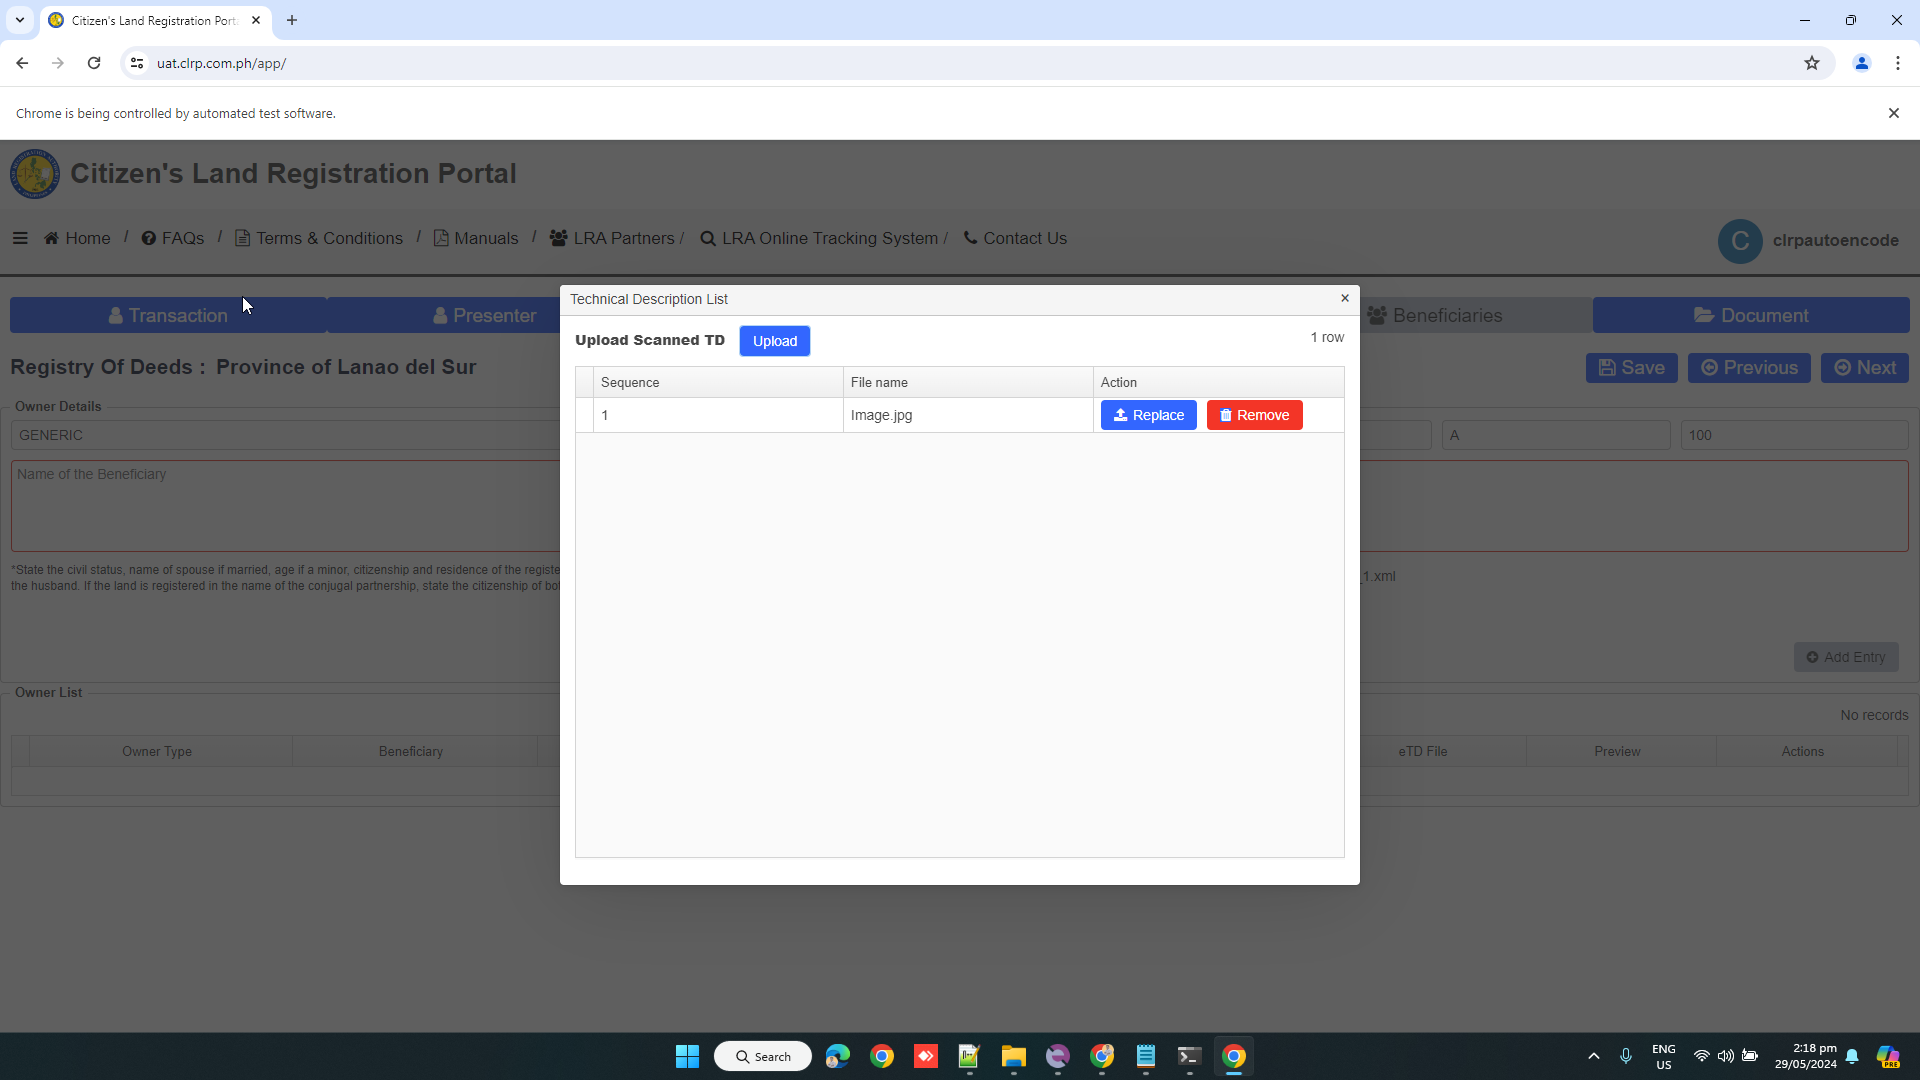 Citizen's Land Registration Port
uat.clrp.com.ph/app/
Chrome is being controlled by automated test software.
Citizen's Land Registration Portal
Home / FAQs / Terms & Conditions / Manuals / LRA Partners / LRA Online Tracking System / Contact Us
C clrpautoencode
Transaction Presenter Beneficiaries Document
Technical Description List
Upload Scanned TD Upload 1 row
Sequence File name Action
1 Image.jpg Replace Remove
Registry Of Deeds : Province of Lanao del Sur Save Previous Next
Owner Details
GENERIC A 100
Name of the Beneficiary
*State the civil status, name of spouse if married, age if a minor, citizenship and residence of the registe
the husband. If the land is registered in the name of the conjugal partnership, state the citizenship of bo
_1.xml
Add Entry
Owner List
No records
Owner Type Beneficiary eTD File Preview Actions
Search
ENG
US
2:18 pm
29/05/2024
PRE